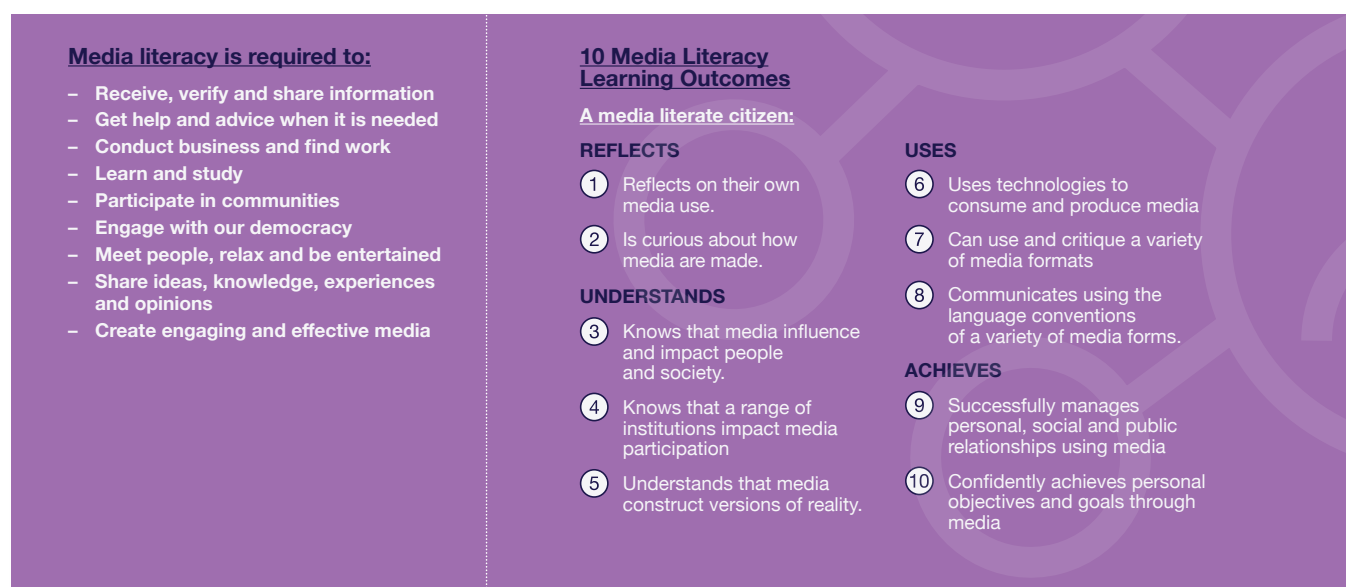 Media literacy is required to:
– Receive, verify and share information
– Get help and advice when it is needed
– Conduct business and find work
– Learn and study
– Participate in communities
– Engage with our democracy
– Meet people, relax and be entertained
– Share ideas, knowledge, experiences
and opinions
– Create engaging and effective media
10 Media Literacy
Learning Outcomes
A media literate citizen:
REFLECTS
1 Reflects on their own
media use.
2 Is curious about how
media are made.
UNDERSTANDS
3 Knows that media influence
and impact people
and society.
4 Knows that a range of
institutions impact media
participation
5 Understands that media
construct versions of reality.
USES
6 Uses technologies to
consume and produce media
7 Can use and critique a variety
of media formats
8 Communicates using the
language conventions
of a variety of media forms.
ACHIEVES
9 Successfully manages
personal, social and public
relationships using media
10 Confidently achieves personal
objectives and goals through
media